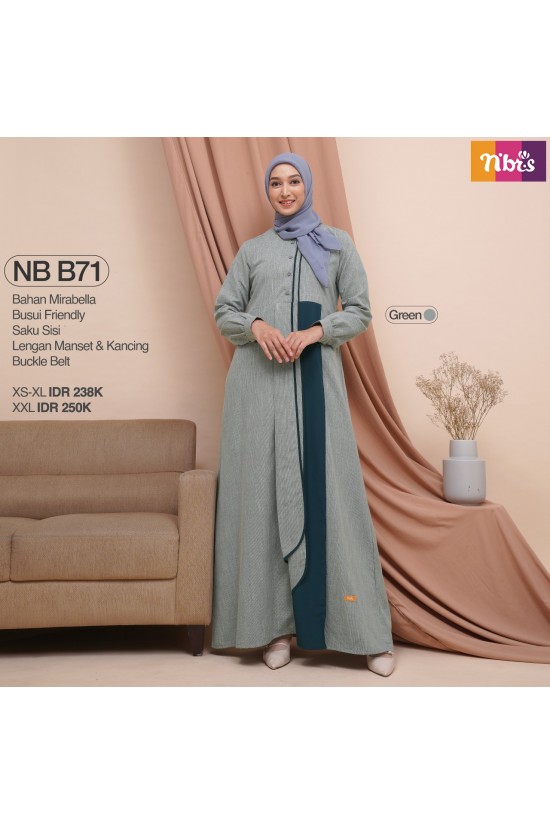 Nibr's
NB B71
Bahan Mirabella
Busui Friendly
Saku Sisi
Lengan Manset & Kancing
Buckle Belt
XS-XL IDR 238K
XXL IDR 250K
Green